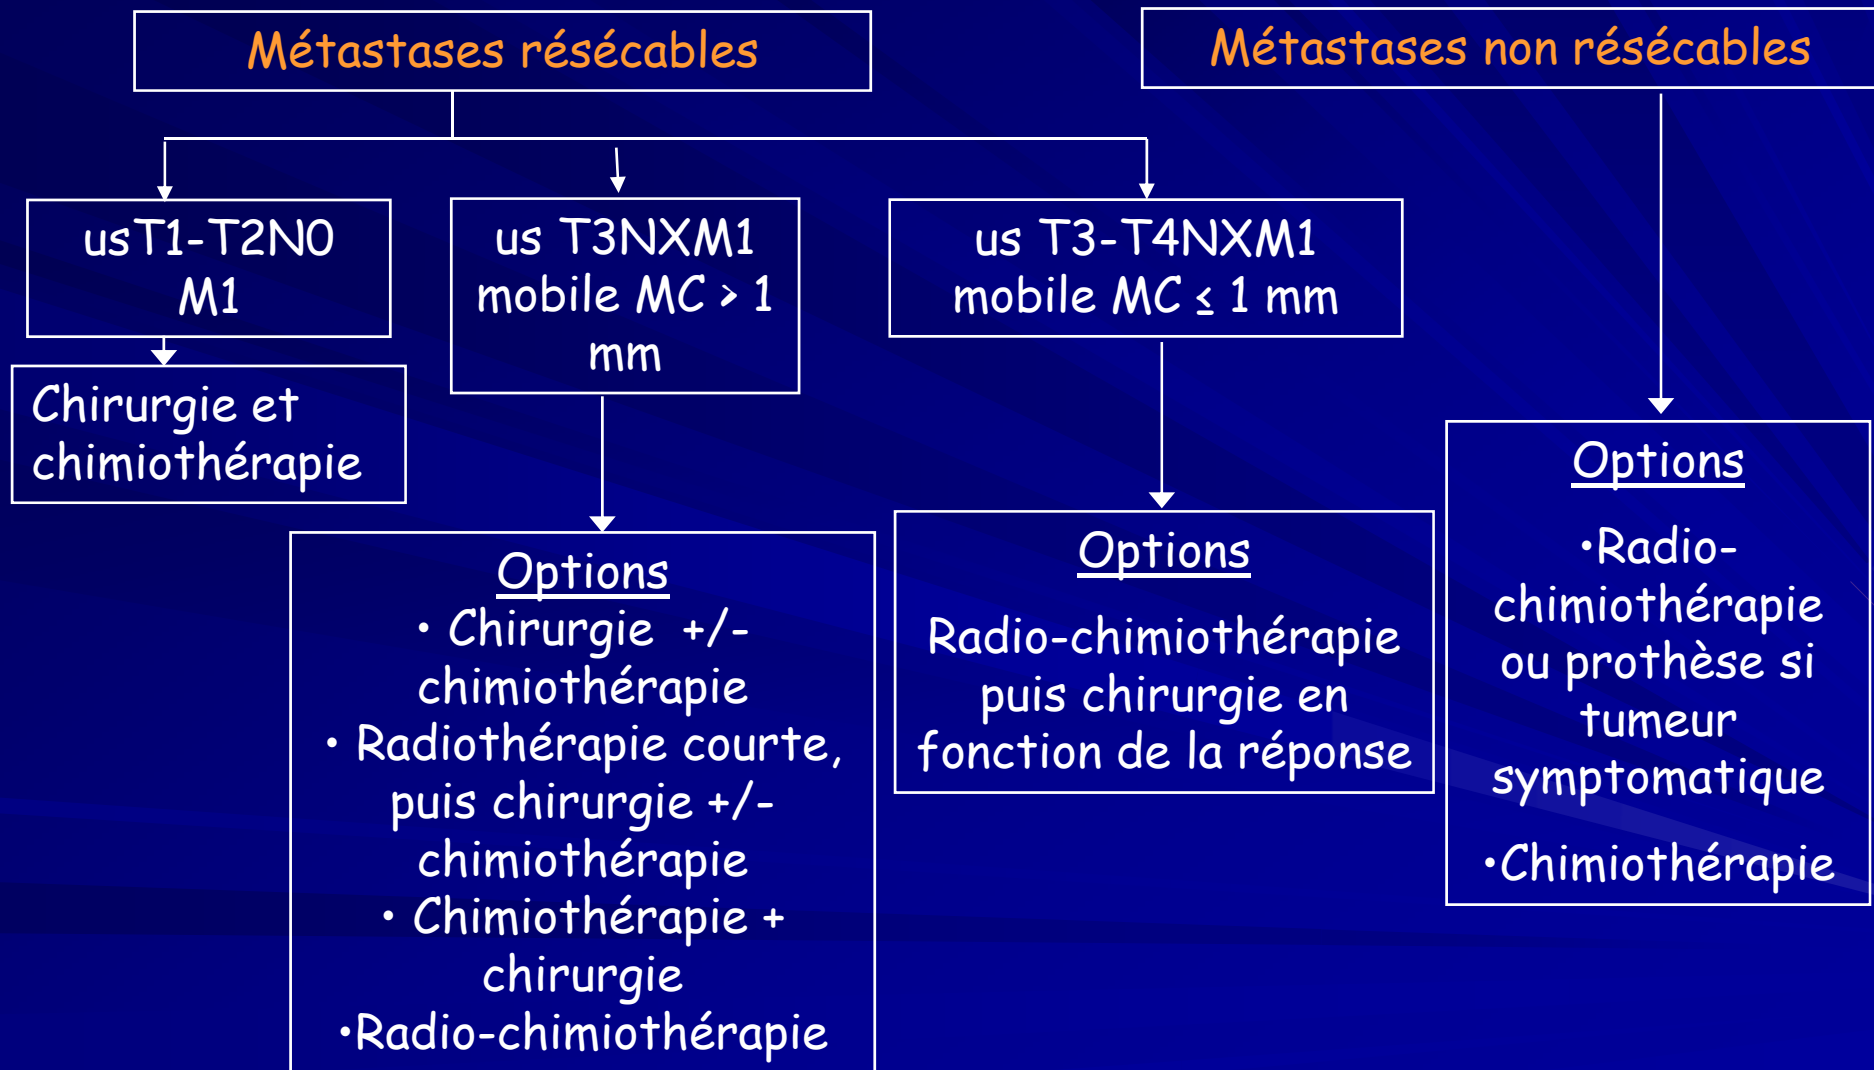 Métastases résécables
Métastases non résécables
usT1-T2N0
M1
us T3NXM1
mobile MC > 1
mm
us T3-T4NXM1
mobile MC ≤ 1 mm
Chirurgie et
chimiothérapie
Options
• Chirurgie +/-
chimiothérapie
• Radiothérapie courte,
puis chirurgie +/-
chimiothérapie
• Chimiothérapie +
chirurgie
•Radio-chimiothérapie
Options
Radio-chimiothérapie
puis chirurgie en
fonction de la réponse
Options
•Radio-
chimiothérapie
ou prothèse si
tumeur
symptomatique
•Chimiothérapie